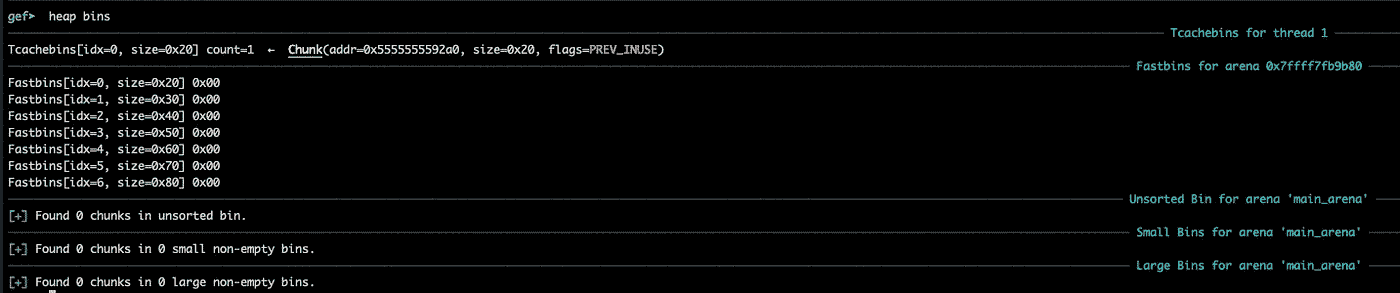 gef➤  heap bins
Tcachebins for thread 1
Tcachebins[idx=0, size=0x20] count=1  ←  Chunk(addr=0x5555555592a0, size=0x20, flags=PREV_INUSE)
Fastbins for arena 0x7ffff7fb9b80
Fastbins[idx=0, size=0x20] 0x00
Fastbins[idx=1, size=0x30] 0x00
Fastbins[idx=2, size=0x40] 0x00
Fastbins[idx=3, size=0x50] 0x00
Fastbins[idx=4, size=0x60] 0x00
Fastbins[idx=5, size=0x70] 0x00
Fastbins[idx=6, size=0x80] 0x00
Unsorted Bin for arena 'main_arena'
[+] Found 0 chunks in unsorted bin.
Small Bins for arena 'main_arena'
[+] Found 0 chunks in 0 small non-empty bins.
Large Bins for arena 'main_arena'
[+] Found 0 chunks in 0 large non-empty bins.